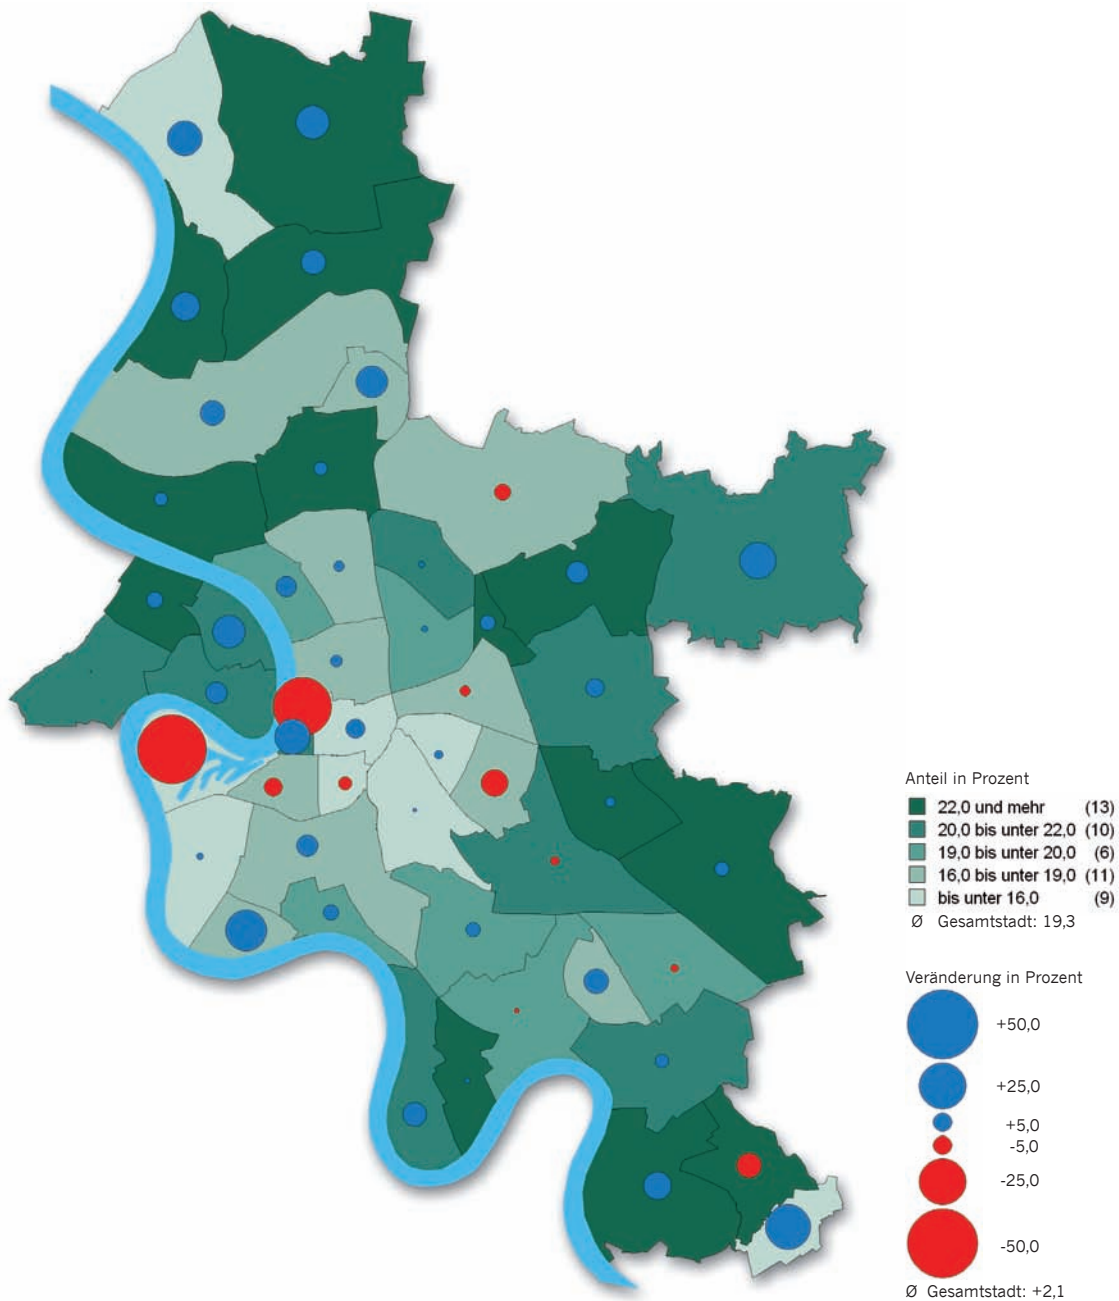 Anteil in Prozent
22,0 und mehr (13)
20,0 bis unter 22,0 (10)
19,0 bis unter 20,0 (6)
16,0 bis unter 19,0 (11)
bis unter 16,0 (9)
Ø Gesamtstadt: 19,3
Veränderung in Prozent
+50,0
+25,0
+5,0
-5,0
-25,0
-50,0
Ø Gesamtstadt: +2,1